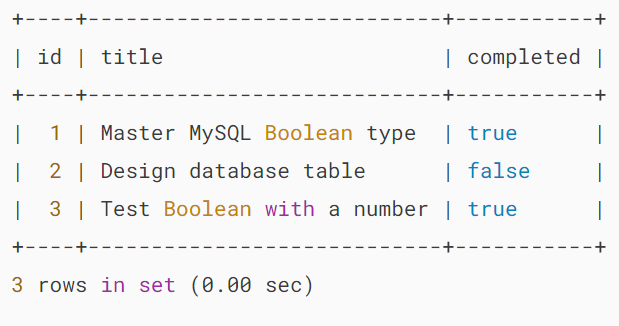 +----+----------------------------+-----------+
| id | title                      | completed |
+----+----------------------------+-----------+
|  1 | Master MySQL Boolean type  | true      |
|  2 | Design database table      | false     |
|  3 | Test Boolean with a number | true      |
+----+----------------------------+-----------+
3 rows in set (0.00 sec)